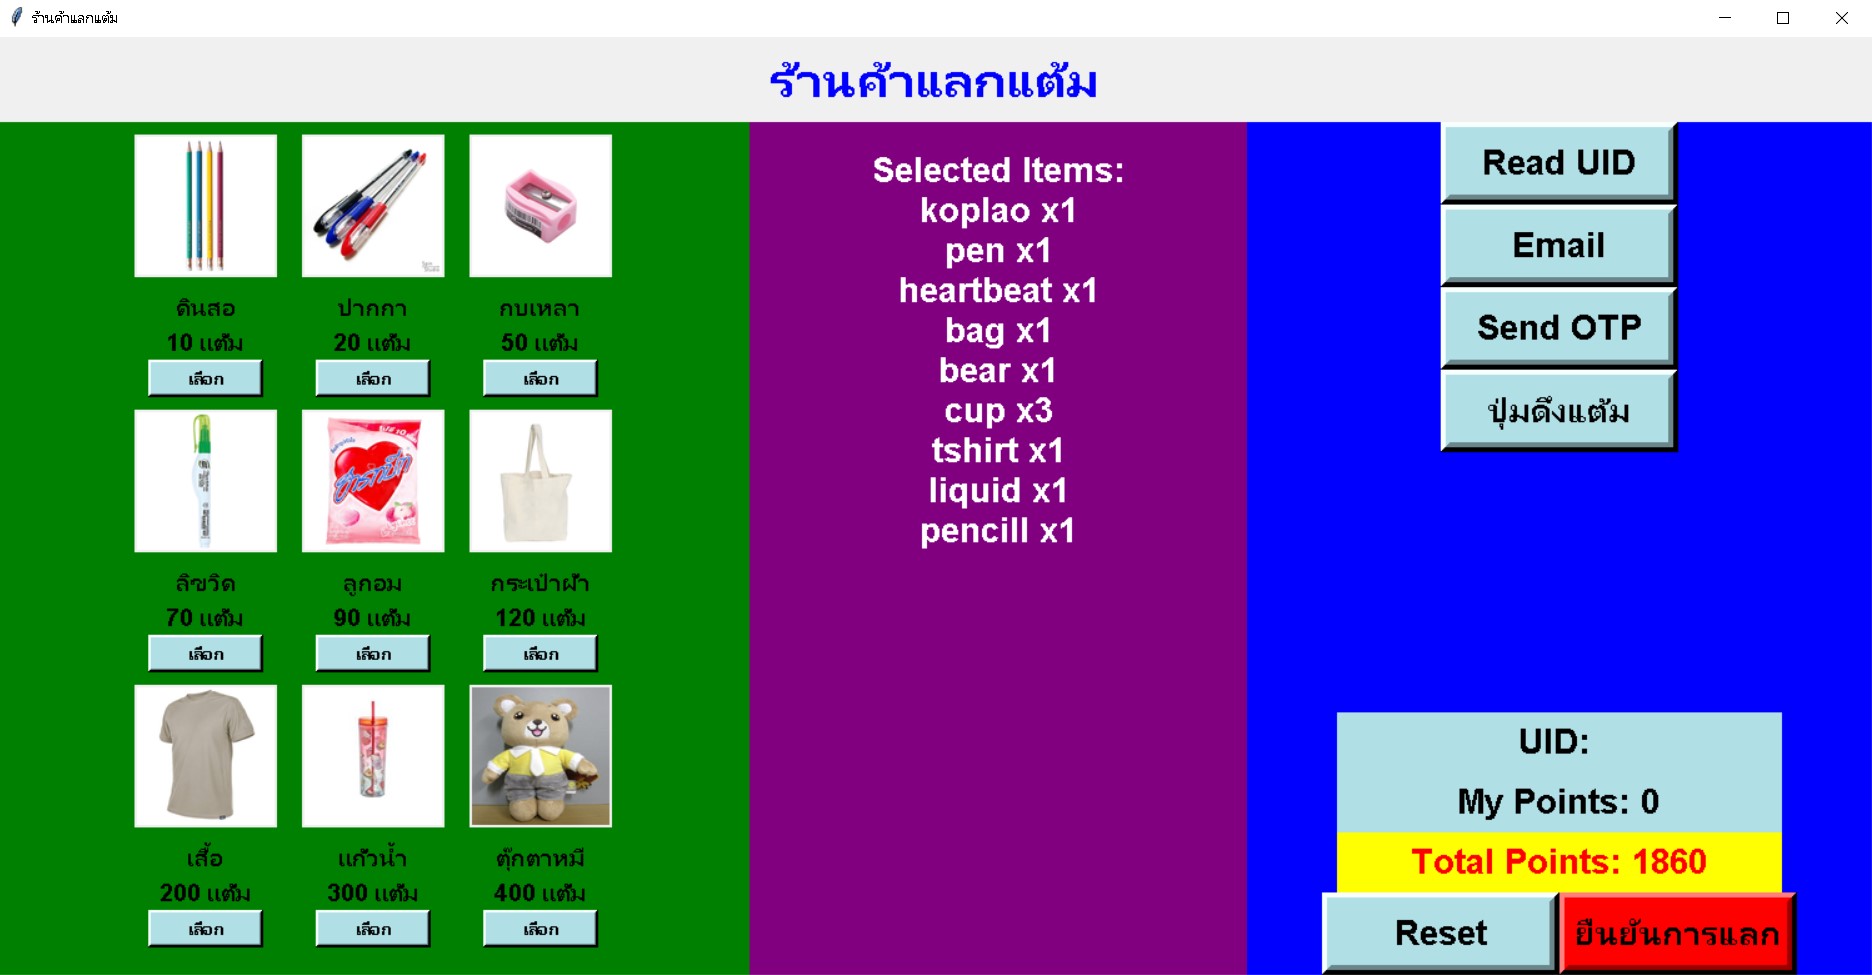 ร้านค้าแลกแต้ม
ร้านค้าแลกแต้ม
ดินสอ
10 แต้ม
เลือก
ปากกา
20 แต้ม
เลือก
กบเหลา
50 แต้ม
เลือก
ลิขวิด
70 แต้ม
เลือก
ฮาร์ทบีท
ลูกอม
90 แต้ม
เลือก
กระเป๋าผ้า
120 แต้ม
เลือก
เสื้อ
200 แต้ม
เลือก
แก้วน้ำ
300 แต้ม
เลือก
ตุ๊กตาหมี
400 แต้ม
เลือก
Selected Items:
koplao x1
pen x1
heartbeat x1
bag x1
bear x1
cup x3
tshirt x1
liquid x1
pencill x1
Read UID
Email
Send OTP
ปุ่มดึงแต้ม
UID:
My Points: 0
Total Points: 1860
Reset
ยืนยันการแลก